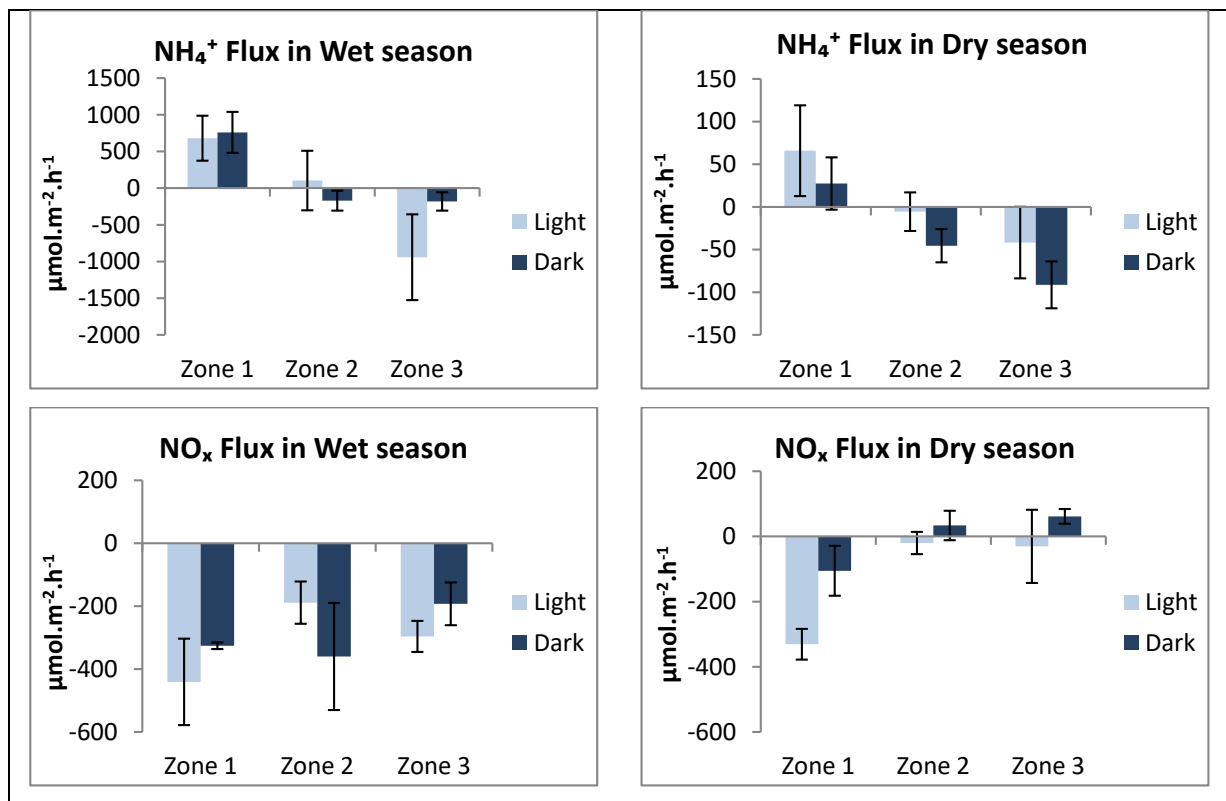 NH₄⁺ Flux in Wet season
1500
1000
500
0
-500
-1000
-1500
-2000
µmol.m⁻².h⁻¹
Zone 1 Zone 2 Zone 3
Light
Dark
NH₄⁺ Flux in Dry season
150
100
50
0
-50
-100
-150
µmol.m⁻².h⁻¹
Zone 1 Zone 2 Zone 3
Light
Dark
NOₓ Flux in Wet season
200
0
-200
-400
-600
µmol.m⁻².h⁻¹
Zone 1 Zone 2 Zone 3
Light
Dark
NOₓ Flux in Dry season
200
0
-200
-400
-600
µmol.m⁻².h⁻¹
Zone 1 Zone 2 Zone 3
Light
Dark